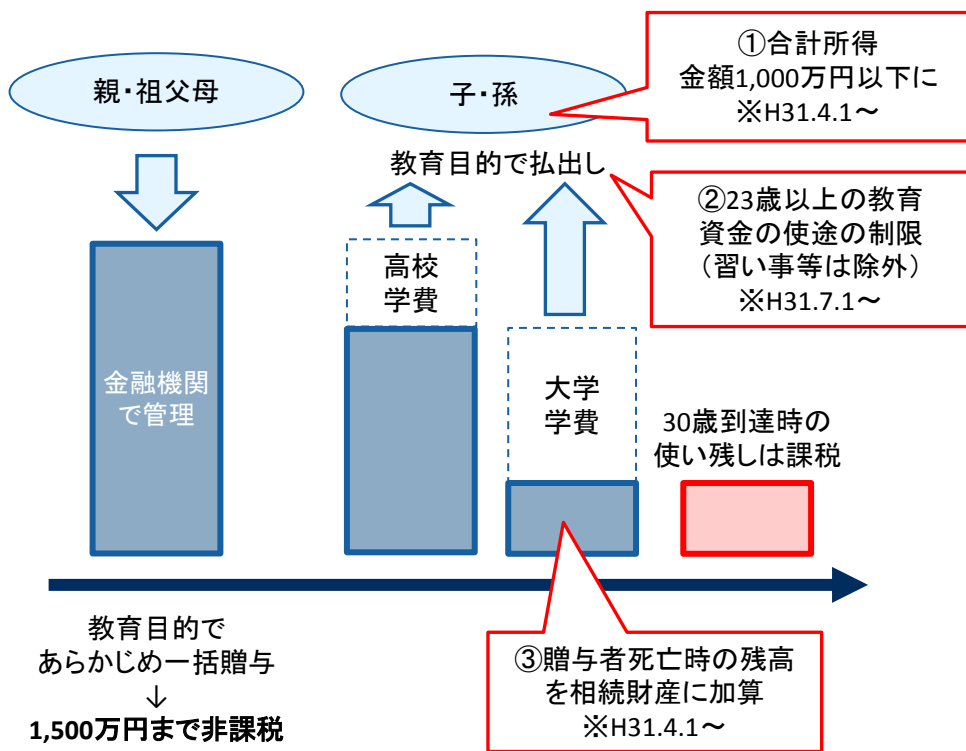 親・祖父母
子・孫
①合計所得
金額1,000万円以下に
※H31.4.1～
教育目的で払出し
②23歳以上の教育
資金の使途の制限
（習い事等は除外）
※H31.7.1～
高校
学費
金融機関
で管理
大学
学費
30歳到達時の
使い残しは課税
教育目的で
あらかじめ一括贈与
↓
1,500万円まで非課税
③贈与者死亡時の残高
を相続財産に加算
※H31.4.1～